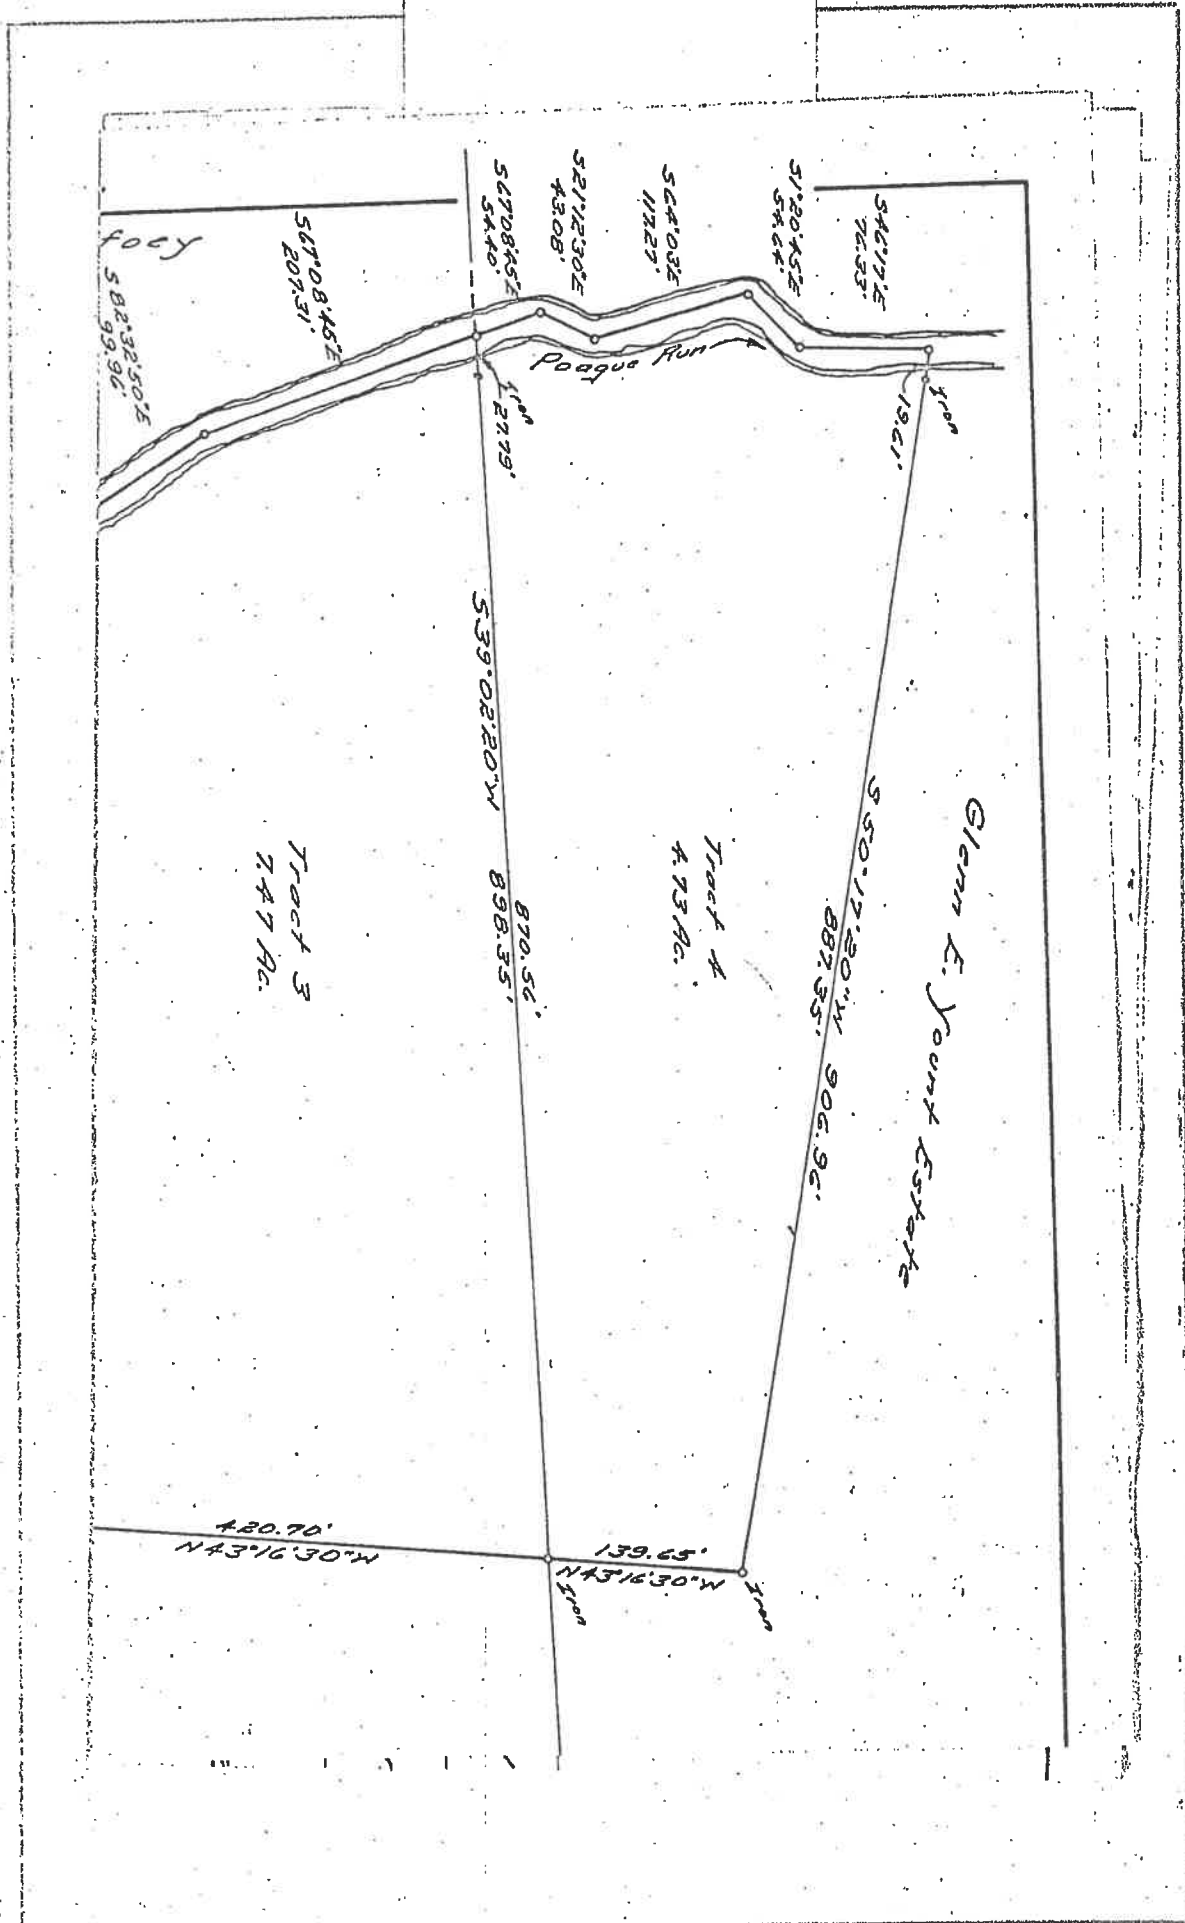 S46°17'E
76.33'
S1°20'45"E
54.64'
S64°03'E
117.27'
S21°12'30"E
43.08'
S67°08'45"E
54.40'
S67°08'45"E
207.31'
foey
S82°32'50"E
99.96'
Poague Run
Iron
19.61'
Iron
27.79'
Glenn E. Yount Estate
S50°17'20"W 906.96'
887.35'
Tract 4
4.73 Ac.
870.56'
S39°02'20"W 898.35'
Tract 3
7.47 Ac.
139.65'
N43°16'30"W
Iron
Iron
420.70'
N43°16'30"W